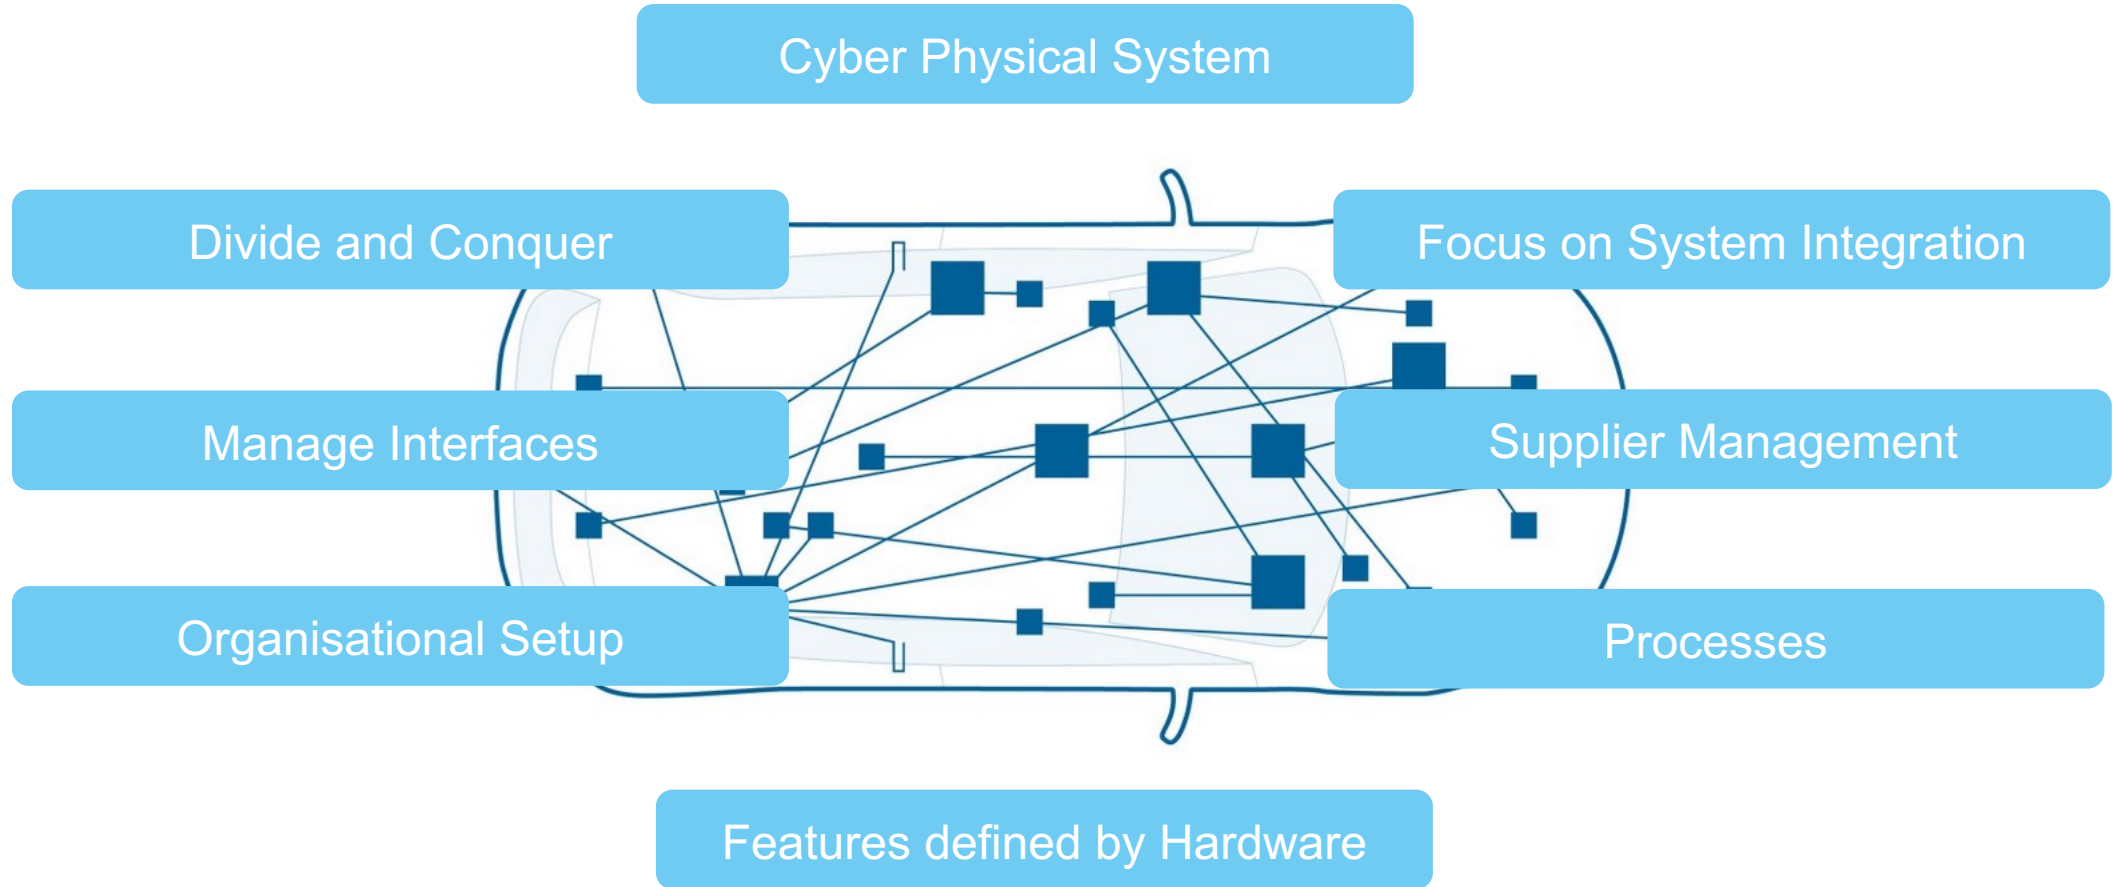 Cyber Physical System
Divide and Conquer
Focus on System Integration
Manage Interfaces
Supplier Management
Organisational Setup
Processes
Features defined by Hardware